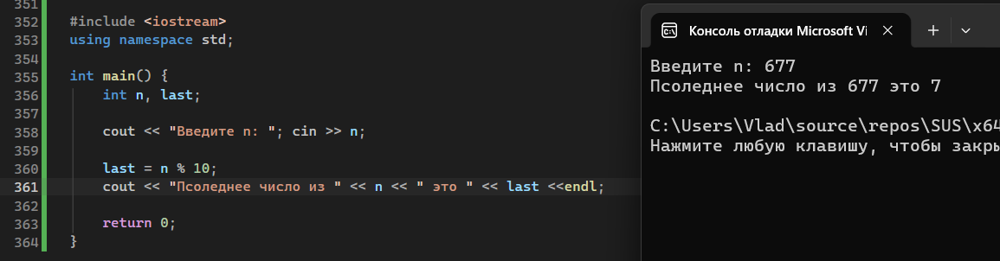 351
352 #include <iostream>
353 using namespace std;
354
355 int main() {
356 int n, last;
357
358 cout << "Введите n: "; cin >> n;
359
360 last = n % 10;
361 cout << "Псоледнее число из " << n << " это " << last <<endl;
362
363 return 0;
364 }
Консоль отладки Microsoft Vi
Введите n: 677
Псоледнее число из 677 это 7
C:\Users\Vlad\source\repos\SUS\x64
Нажмите любую клавишу, чтобы закры